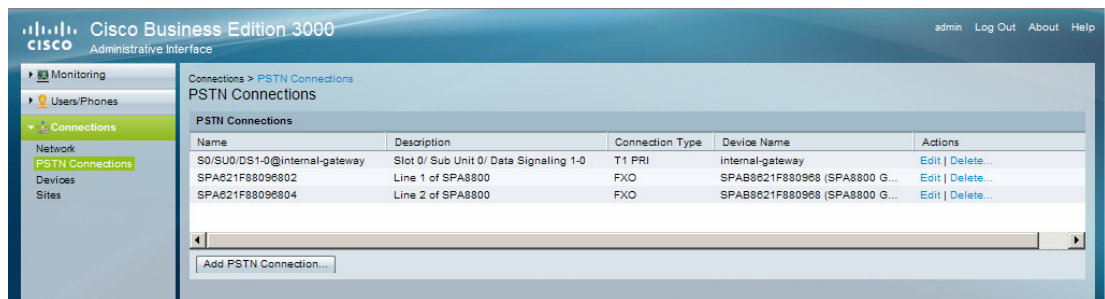 Cisco Business Edition 3000
CISCO Administrative Interface
admin Log Out About Help
Monitoring
Users/Phones
Connections
Network
PSTN Connections
Devices
Sites
Connections > PSTN Connections
PSTN Connections
PSTN Connections
Name Description Connection Type Device Name Actions
S0/SU0/DS1-0@internal-gateway Slot 0/ Sub Unit 0/ Data Signaling 1-0 T1 PRI internal-gateway Edit | Delete...
SPA621F88096802 Line 1 of SPA8800 FXO SPAB8621F880968 (SPA8800 G... Edit | Delete...
SPA621F88096804 Line 2 of SPA8800 FXO SPAB8621F880968 (SPA8800 G... Edit | Delete...
Add PSTN Connection...